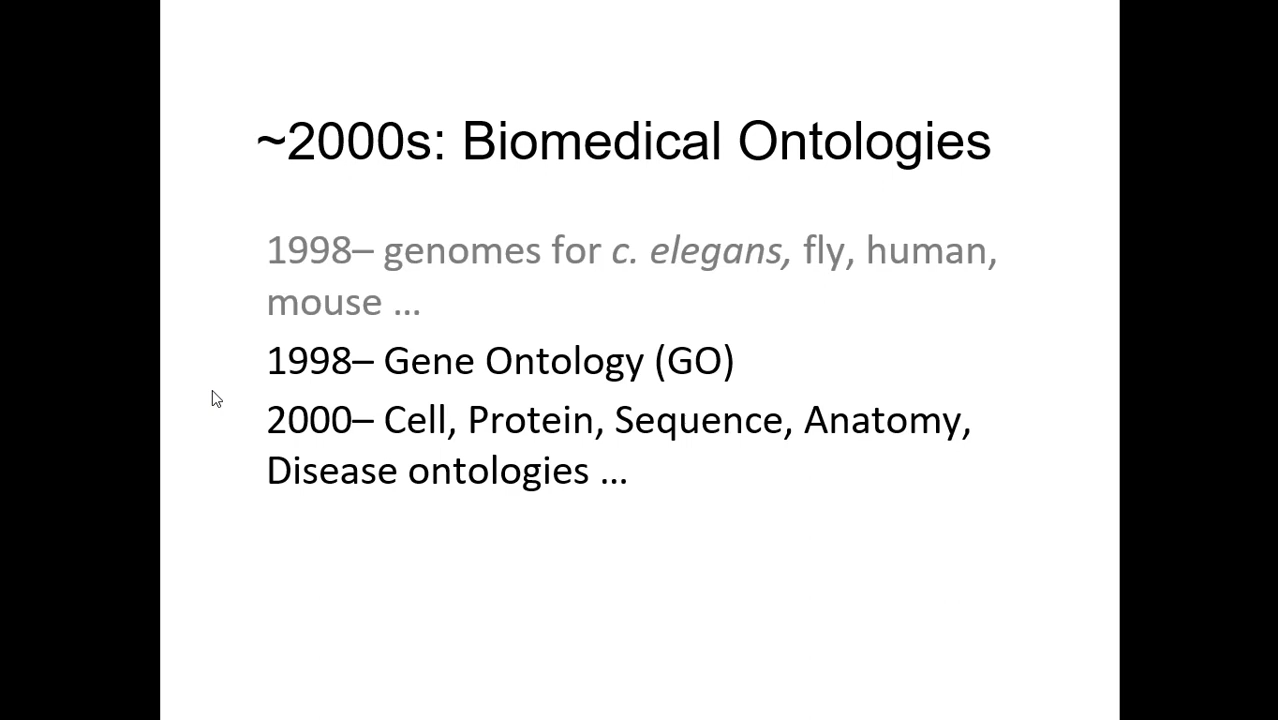 ~2000s: Biomedical Ontologies
1998– genomes for c. elegans, fly, human,
mouse …
1998– Gene Ontology (GO)
2000– Cell, Protein, Sequence, Anatomy,
Disease ontologies …